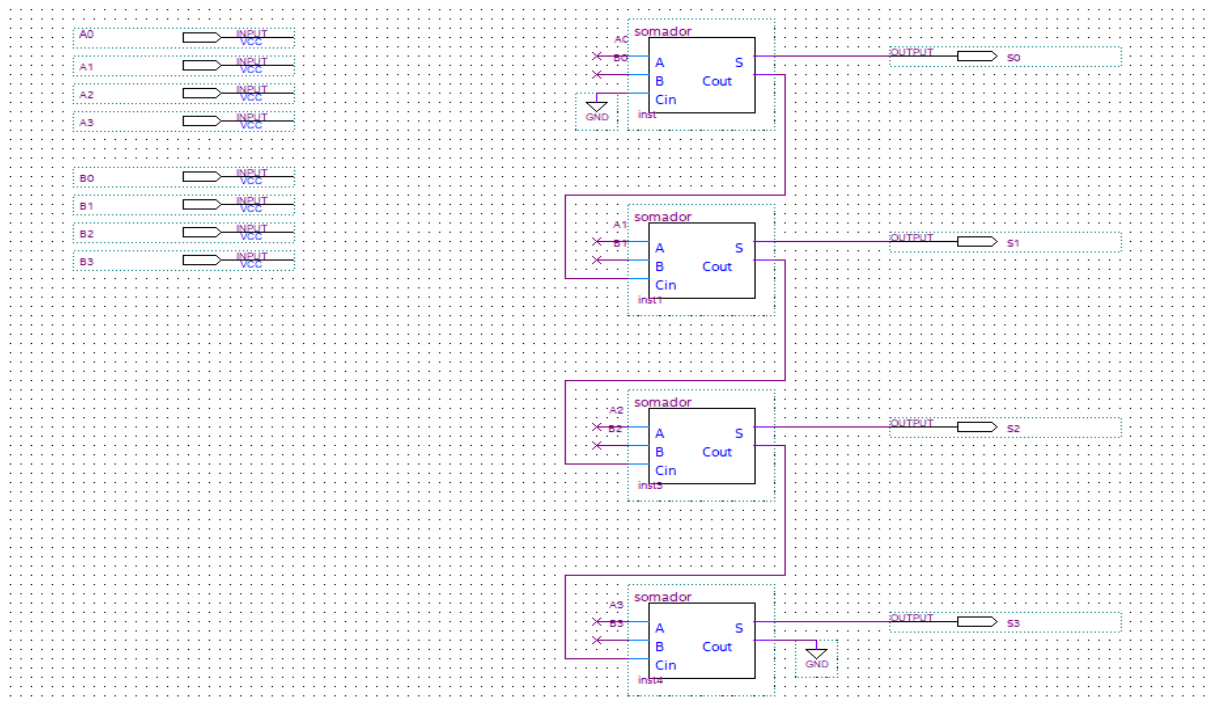 A0 INPUT VCC
A1 INPUT VCC
A2 INPUT VCC
A3 INPUT VCC
B0 INPUT VCC
B1 INPUT VCC
B2 INPUT VCC
B3 INPUT VCC
somador
A0
B0
A S
B Cout
Cin
GND
inst
OUTPUT S0
somador
A1
B1
A S
B Cout
Cin
inst1
OUTPUT S1
somador
A2
B2
A S
B Cout
Cin
inst3
OUTPUT S2
somador
A3
B3
A S
B Cout
Cin
inst4
OUTPUT S3
GND